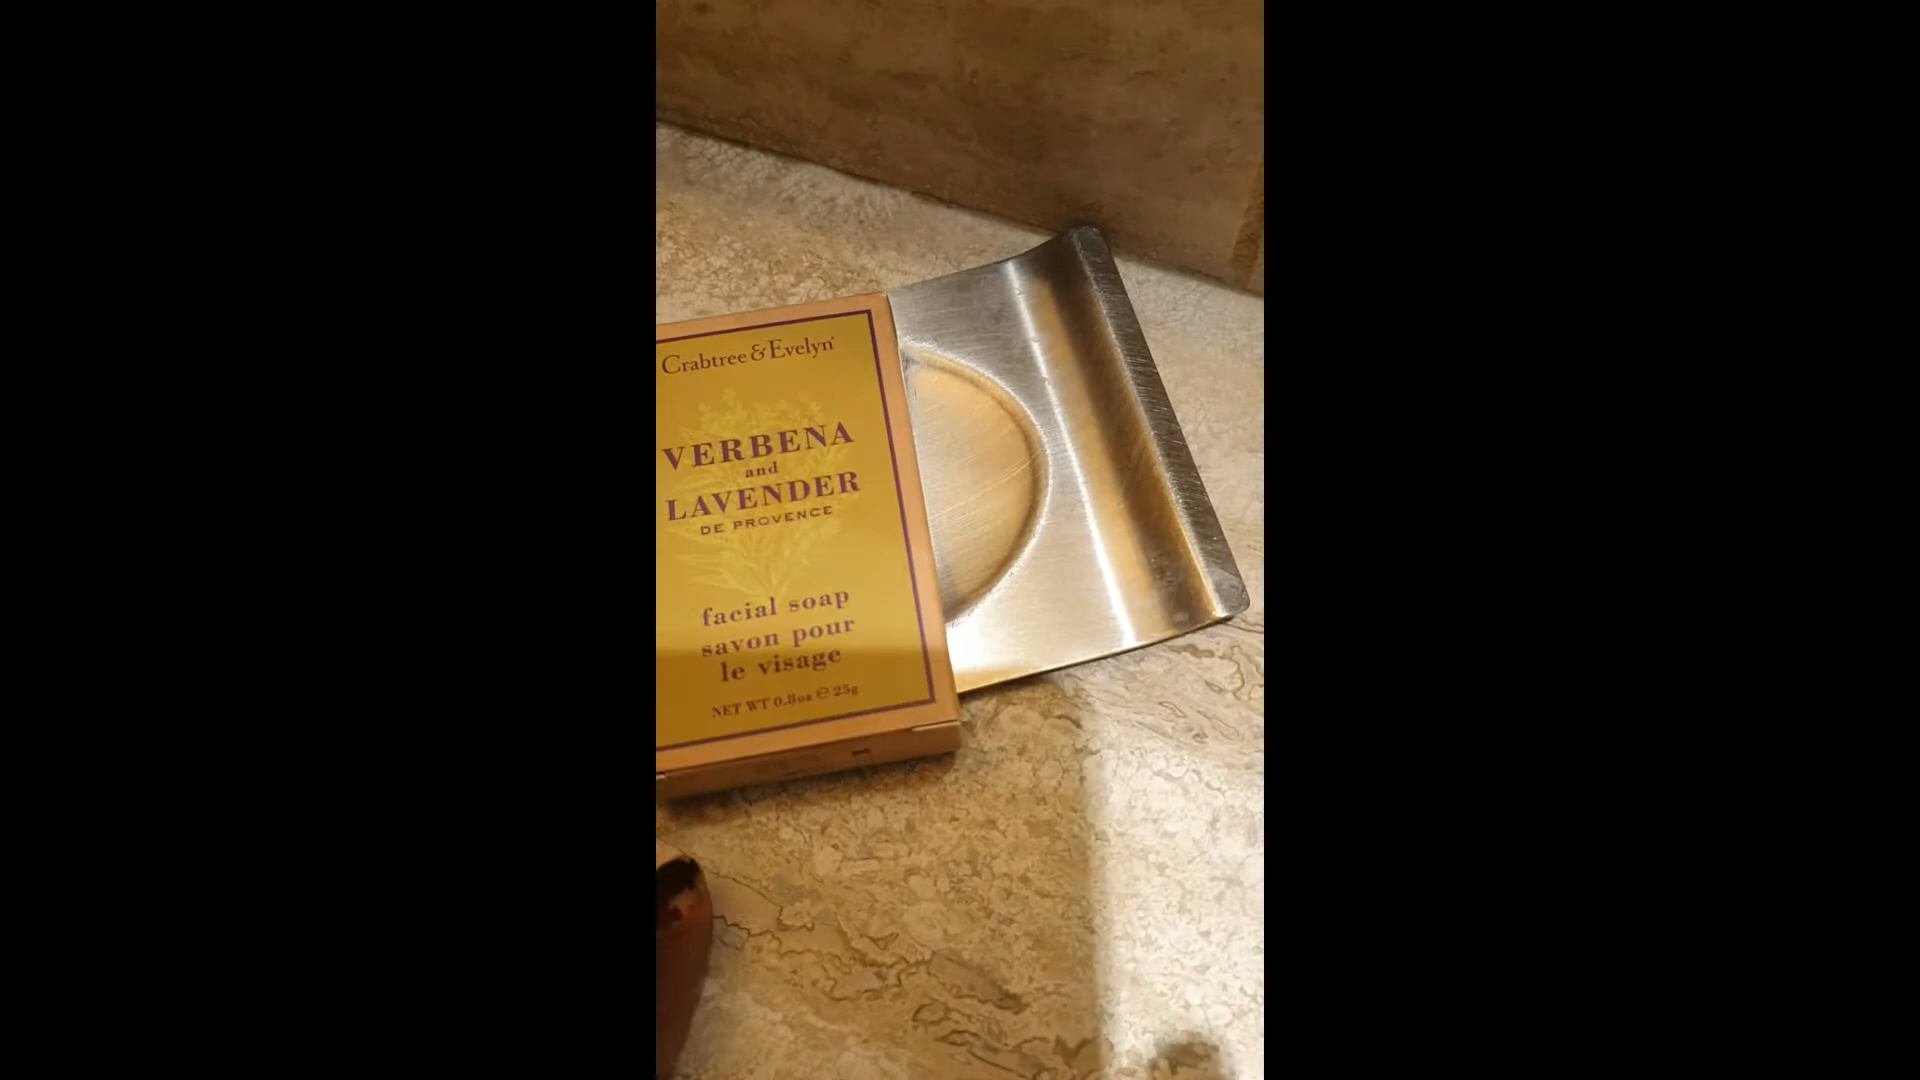 Crabtree & Evelyn®
VERBENA
and
LAVENDER
DE PROVENCE
facial soap
savon pour
le visage
NET WT 0.8oz ℮ 25g